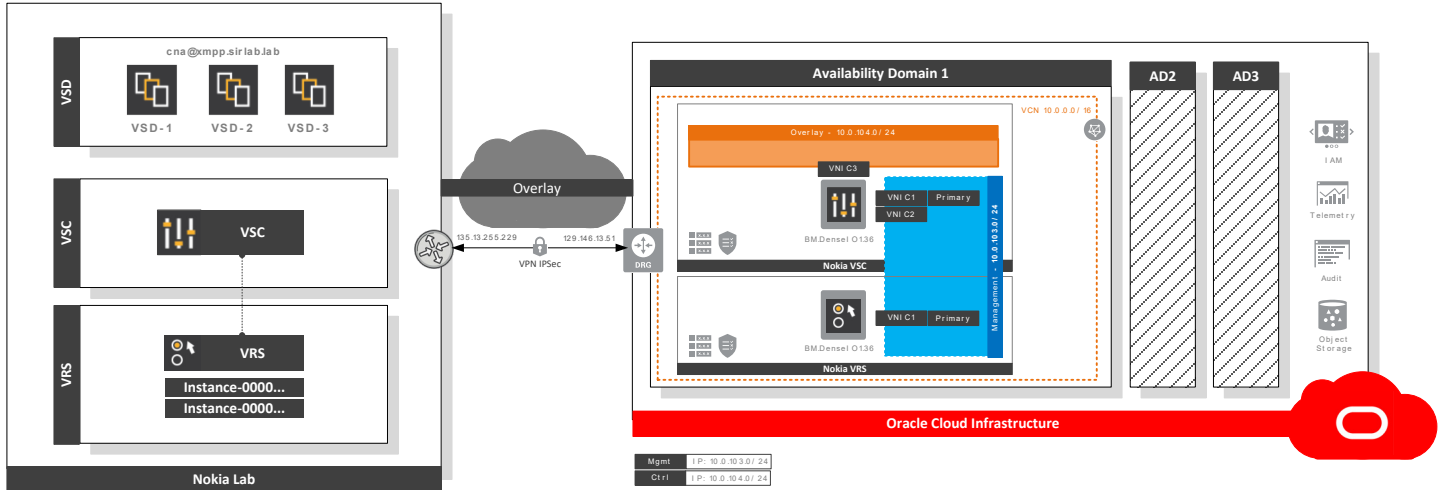 VSD
cna@xmpp.sirlab.lab
VSD-1
VSD-2
VSD-3
VSC
VSC
VRS
VRS
Instance-0000...
Instance-0000...
Nokia Lab
Overlay
135.13.255.229
129.146.13.51
VPN IPSec
DRG
Availability Domain 1
VCN 10.0.0.0/ 16
Overlay - 10.0.104.0/ 24
VNI C3
VNI C1
Primary
VNI C2
BM.Densel O1.36
Management - 10.0.103.0/ 24
Nokia VSC
VNI C1
Primary
BM.Densel O1.36
Nokia VRS
AD2
AD3
I AM
Telemetry
Audit
Object
Storage
Oracle Cloud Infrastructure
Mgmt
I P: 10.0.103.0/ 24
Ctrl
I P: 10.0.104.0/ 24